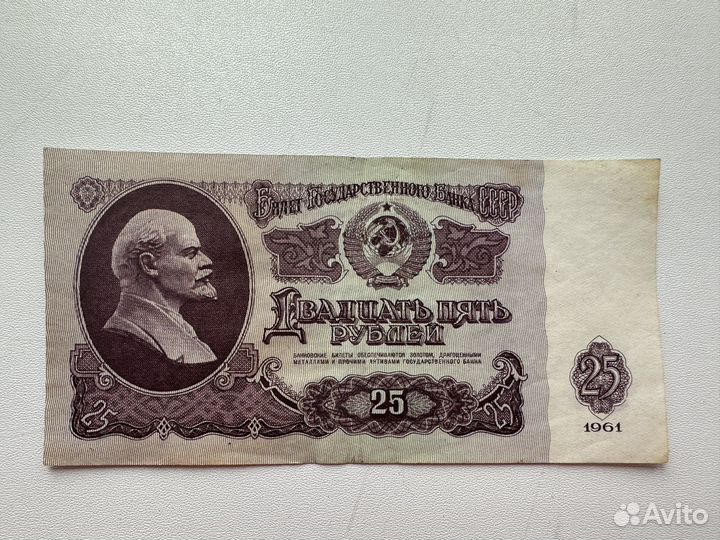 Билет Государственного Банка СССР
Двадцать пять
рублей
БАНКОВСКИЕ БИЛЕТЫ ОБЕСПЕЧИВАЮТСЯ ЗОЛОТОМ, ДРАГОЦЕННЫМИ
МЕТАЛЛАМИ И ПРОЧИМИ АКТИВАМИ ГОСУДАРСТВЕННОГО БАНКА
25
25
25
25
1961
Avito